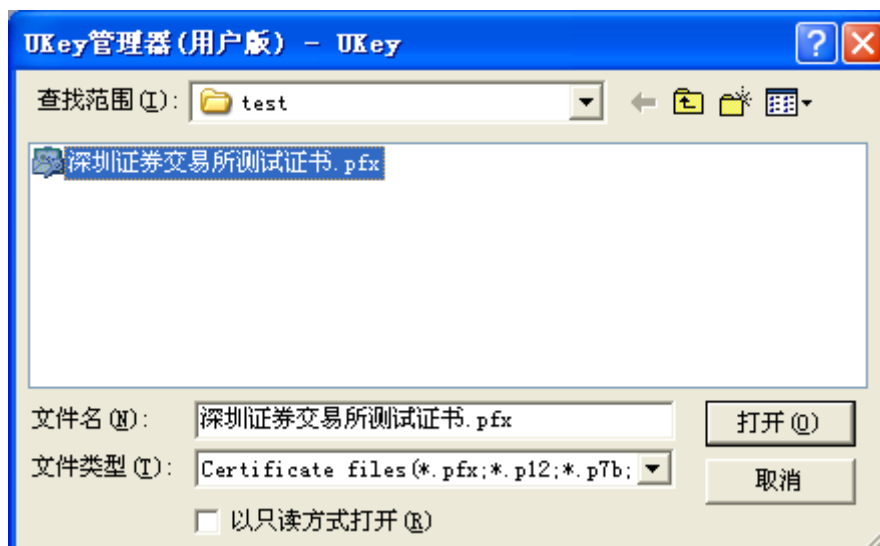 UKey管理器(用户版) - UKey
查找范围(I): test
深圳证券交易所测试证书.pfx
文件名(N): 深圳证券交易所测试证书.pfx 打开(O)
文件类型(T): Certificate files(*.pfx;*.p12;*.p7b; 取消
以只读方式打开(R)